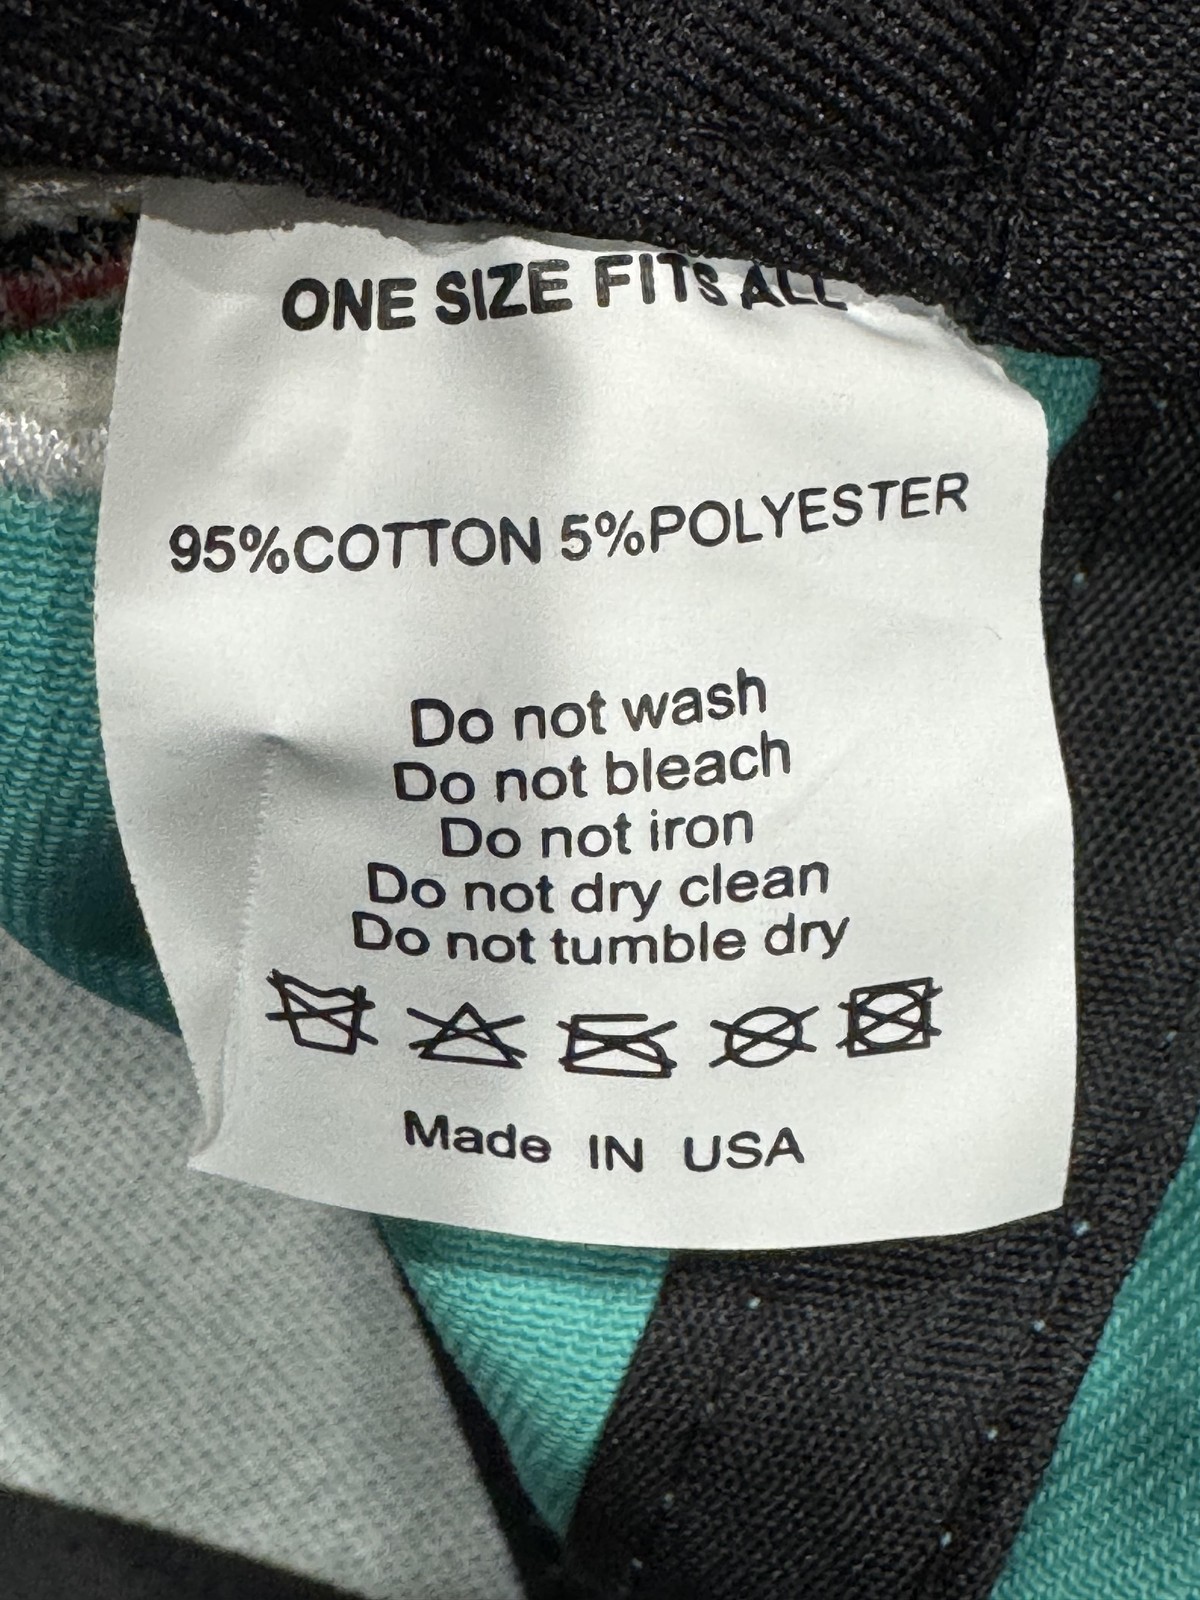 ONE SIZE FITS ALL
95%COTTON 5%POLYESTER
Do not wash
Do not bleach
Do not iron
Do not dry clean
Do not tumble dry
Made IN USA